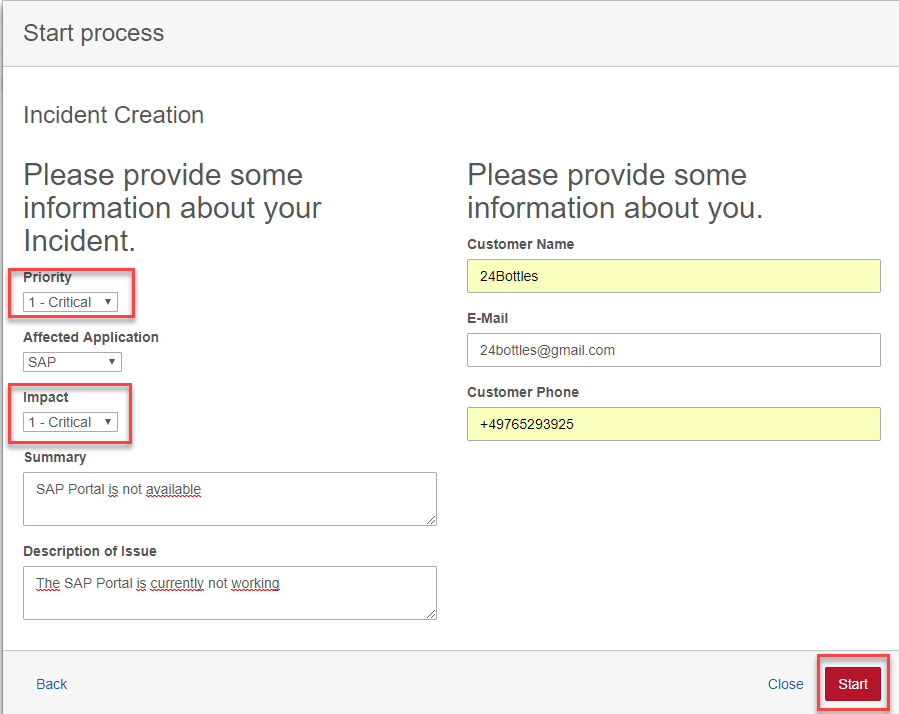 Start process
Incident Creation
Please provide some
information about your
Incident.
Priority
1 - Critical
Affected Application
SAP
Impact
1 - Critical
Summary
SAP Portal is not available
Description of Issue
The SAP Portal is currently not working
Please provide some
information about you.
Customer Name
24Bottles
E-Mail
24bottles@gmail.com
Customer Phone
+49765293925
Back
Close
Start